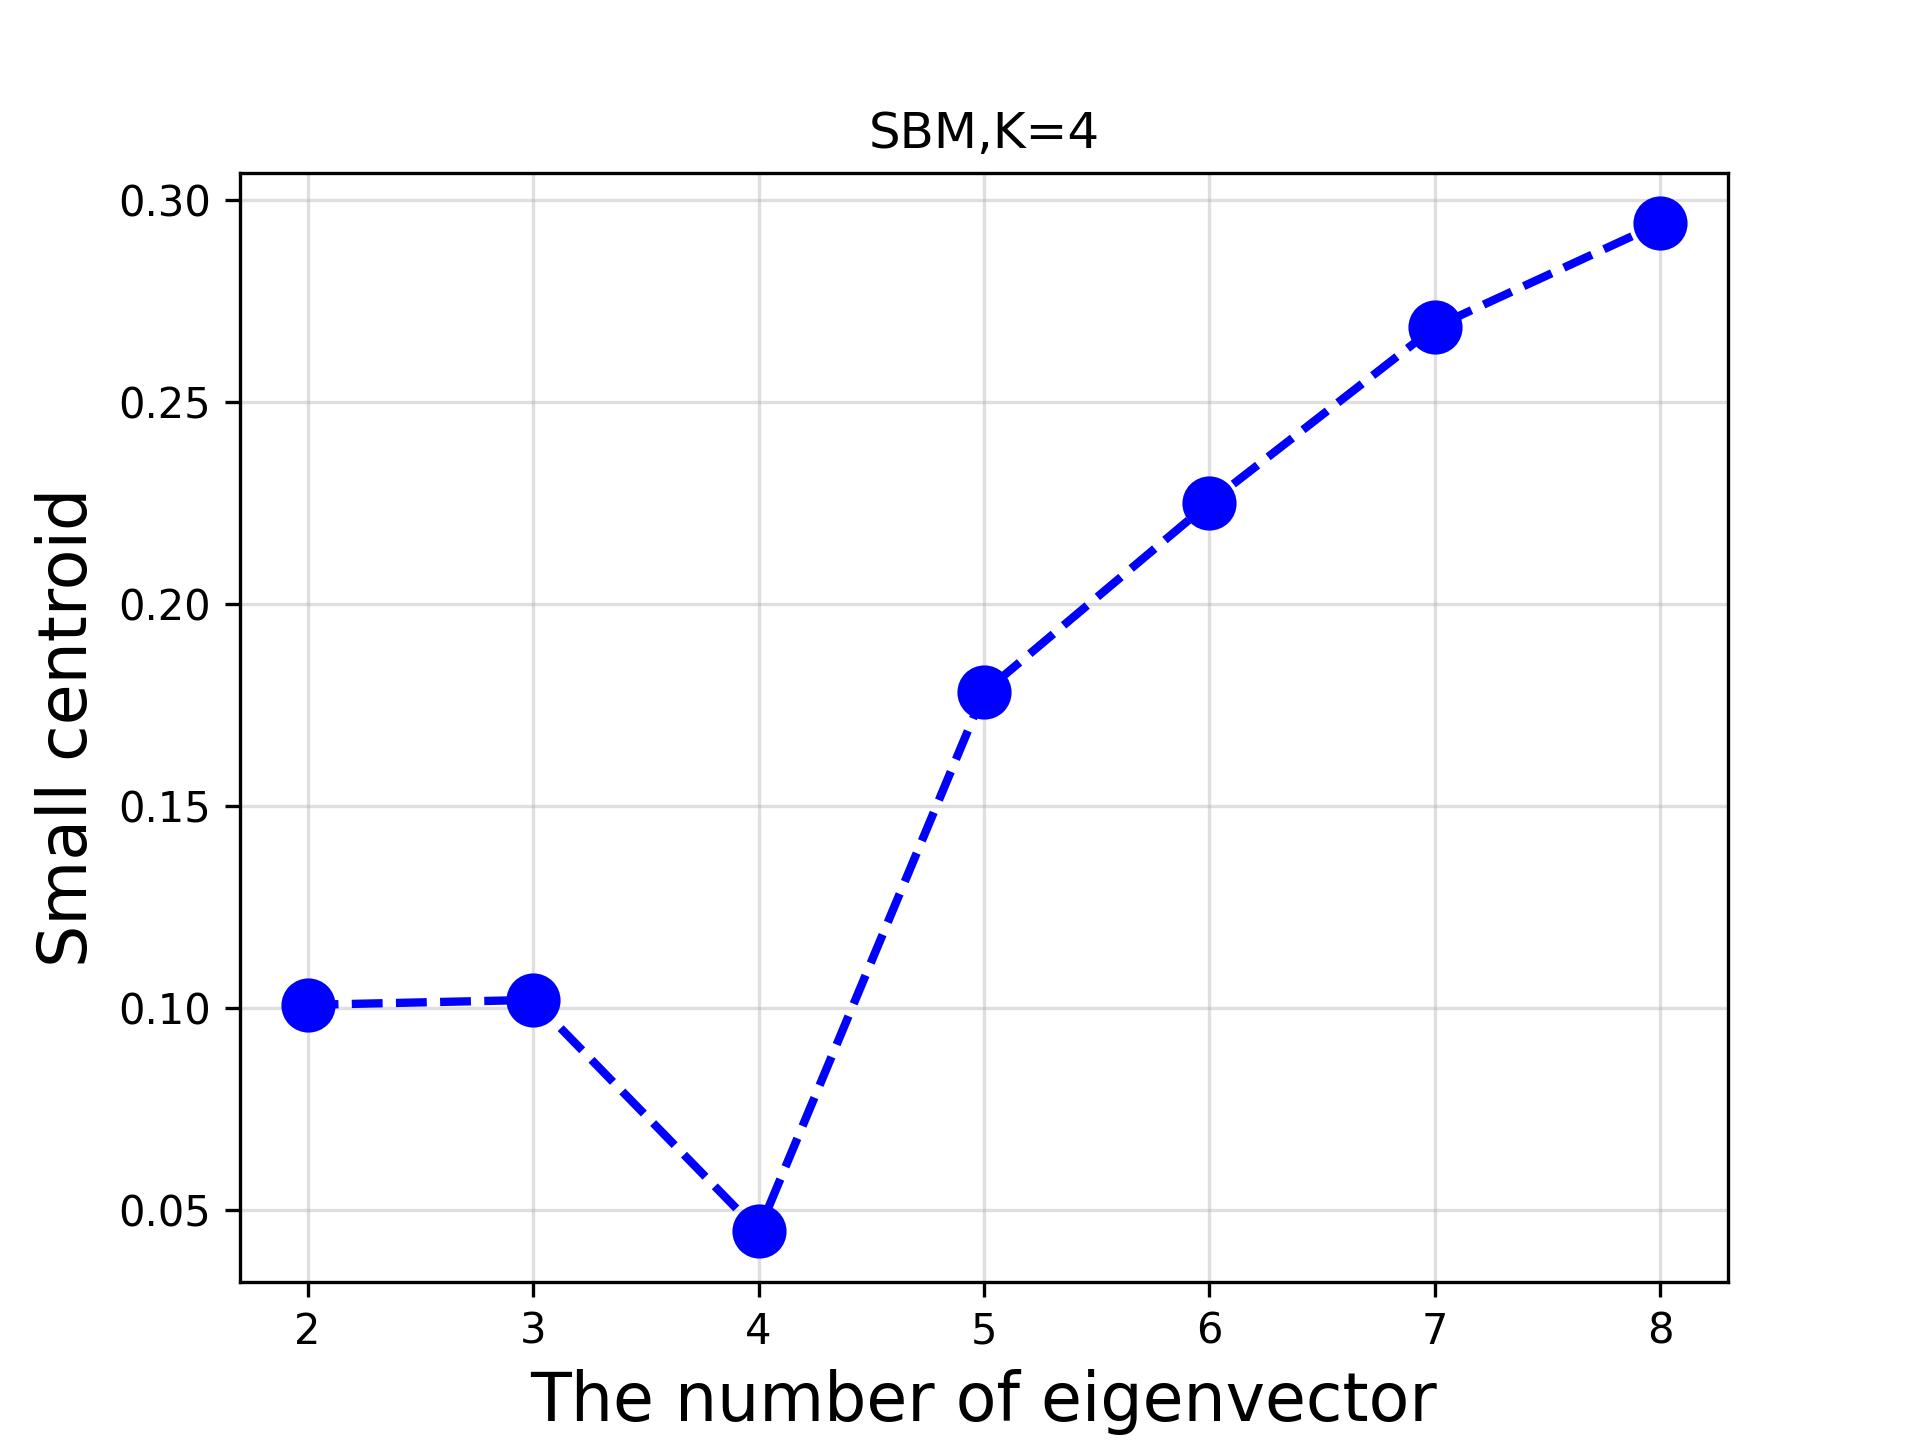 SBM,K=4
0.30
0.25
0.20
0.15
0.10
0.05
Small centroid
2 3 4 5 6 7 8
The number of eigenvector